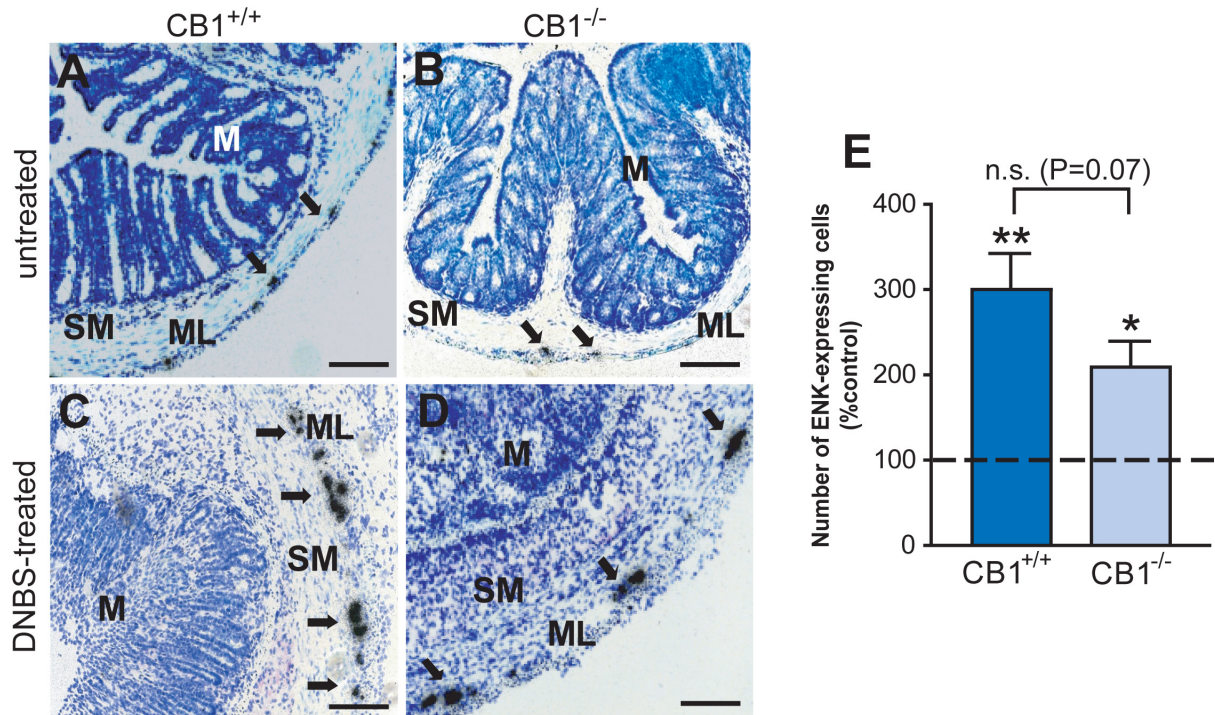 CB1+/+
CB1-/-
untreated
A
M
SM
ML
B
M
SM
ML
DNBS-treated
C
ML
SM
M
D
M
SM
ML
E
n.s. (P=0.07)
Number of ENK-expressing cells
(%control)
400
300
200
100
0
**
*
CB1+/+
CB1-/-